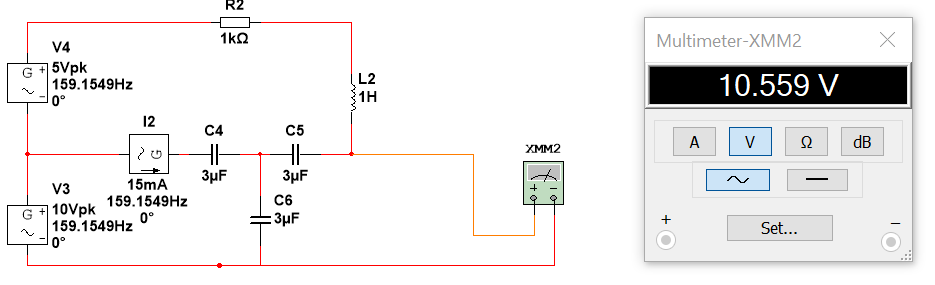 R2
1kΩ
V4
5Vpk
159.1549Hz
0°
G + 
-
L2
1H
I2
G
15mA
159.1549Hz
0°
C4
3µF
C5
3µF
C6
3µF
XMM2
+ -
V3
10Vpk
159.1549Hz
0°
G +
-
Multimeter-XMM2
10.559 V
A V Ω dB
+ Set... -